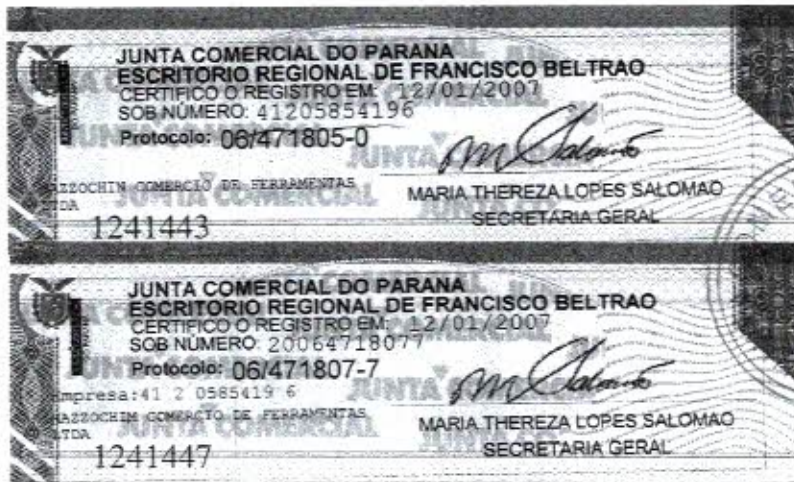 JUNTA COMERCIAL DO PARANA
ESCRITORIO REGIONAL DE FRANCISCO BELTRAO
CERTIFICO O REGISTRO EM: 12/01/2007
SOB NÚMERO: 41205854196
Protocolo: 06/471805-0
AZZOCHIM COMERCIO DE FERRAMENTAS
LTDA
MARIA THEREZA LOPES SALOMAO
SECRETARIA GERAL
1241443
JUNTA COMERCIAL DO PARANA
ESCRITORIO REGIONAL DE FRANCISCO BELTRAO
CERTIFICO O REGISTRO EM: 12/01/2007
SOB NÚMERO: 20064718077
Protocolo: 06/471807-7
mpresa:41 2 0585419 6
AZZOCHIM COMERCIO DE FERRAMENTAS
LTDA
MARIA THEREZA LOPES SALOMAO
SECRETARIA GERAL
1241447